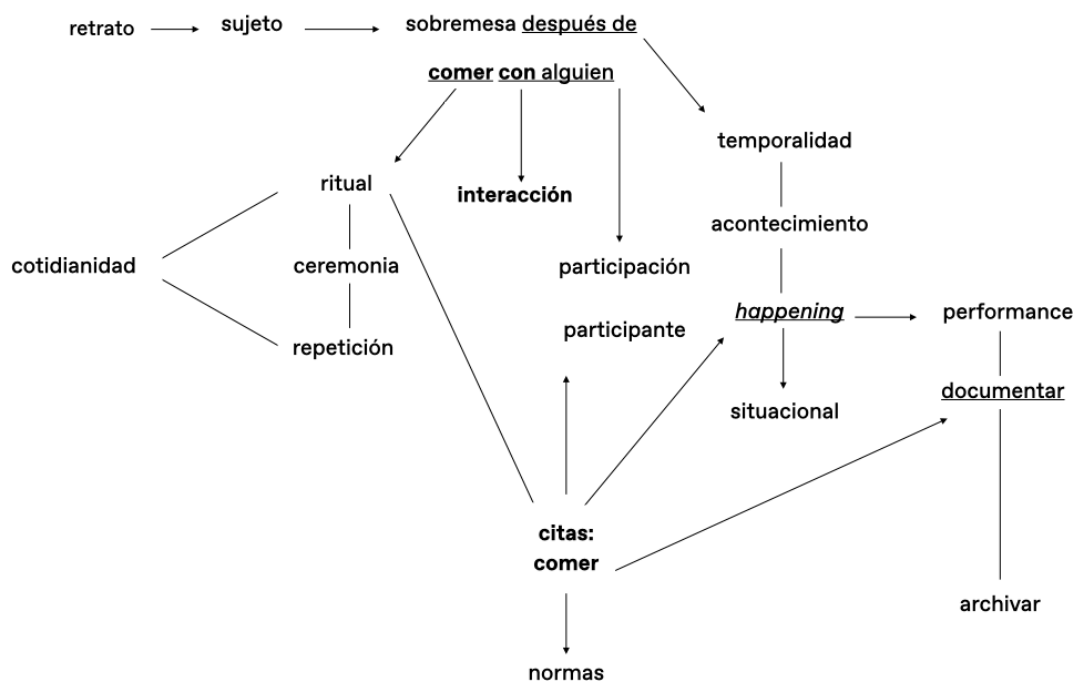 retrato
sujeto
sobremesa después de
comer con alguien
temporalidad
ritual
interacción
acontecimiento
cotidianidad
ceremonia
participación
happening
performance
participante
repetición
documentar
situacional
citas:
comer
archivar
normas